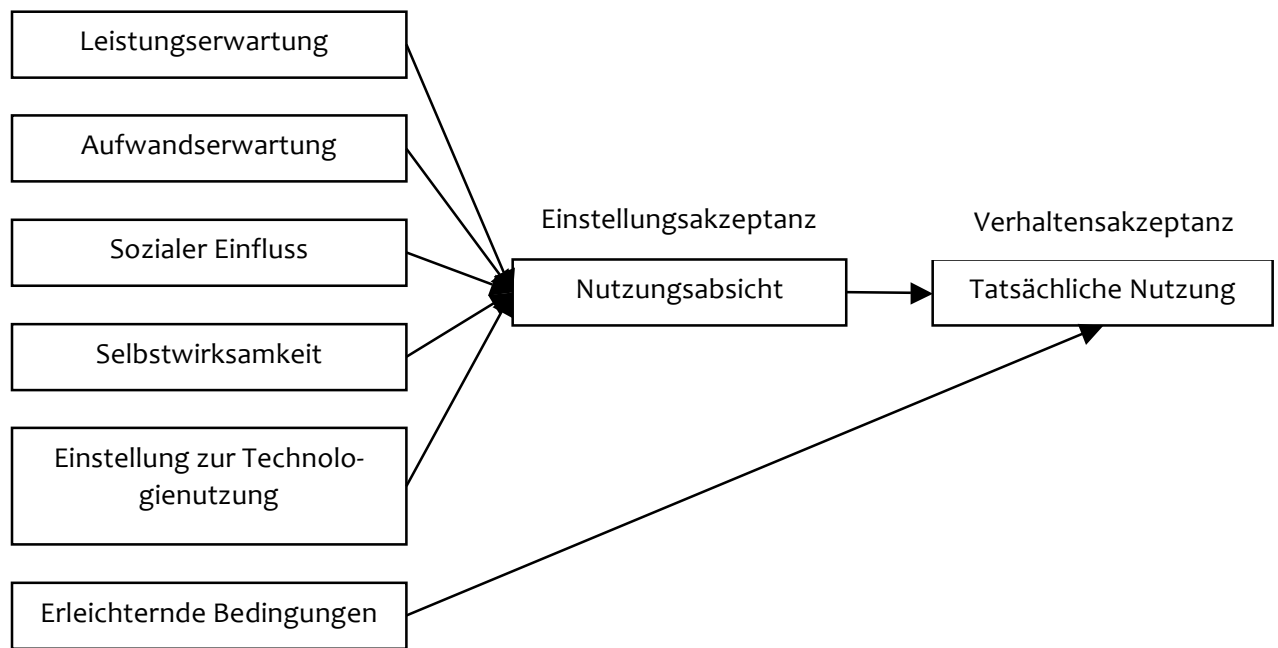 Leistungserwartung
Aufwandserwartung
Sozialer Einfluss
Selbstwirksamkeit
Einstellung zur Technolo-
gienutzung
Erleichternde Bedingungen
Einstellungsakzeptanz
Nutzungsabsicht
Verhaltensakzeptanz
Tatsächliche Nutzung